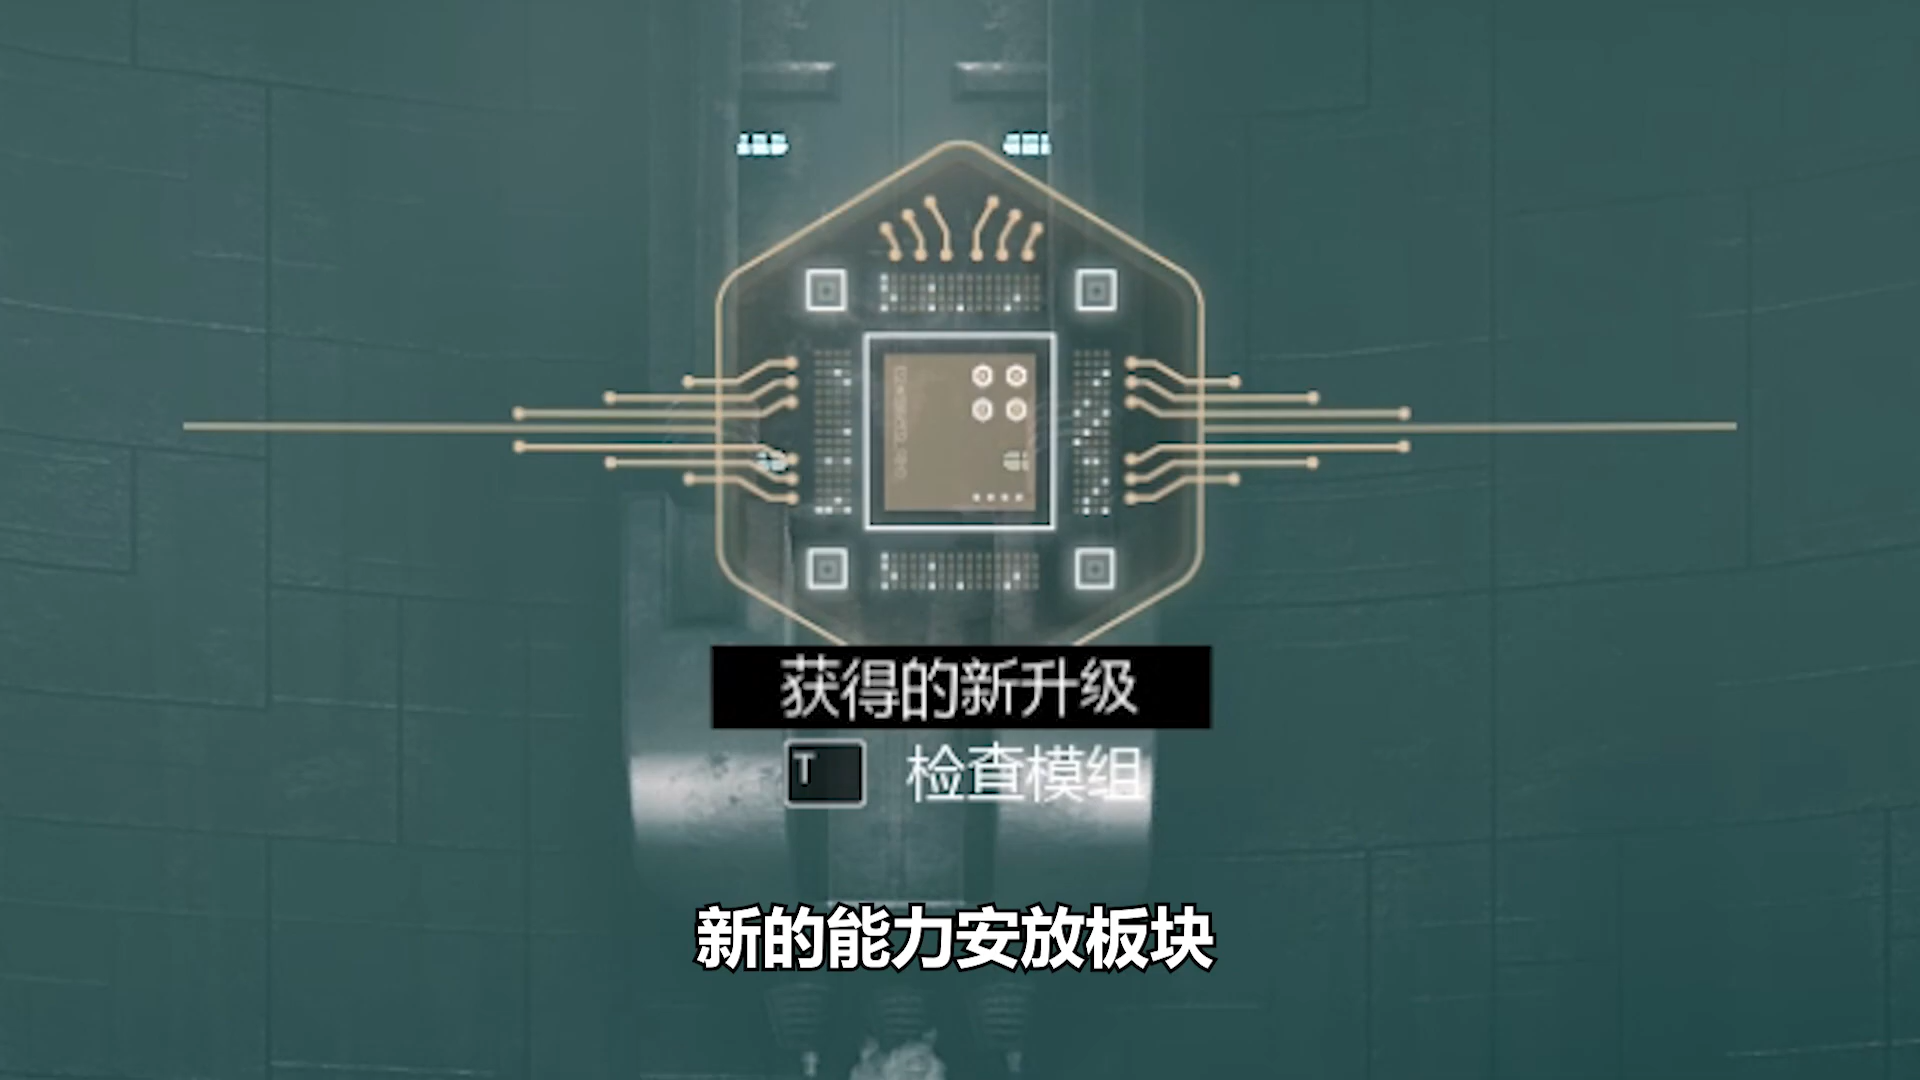 获得的新升级
T 检查模组
新的能力安放板块